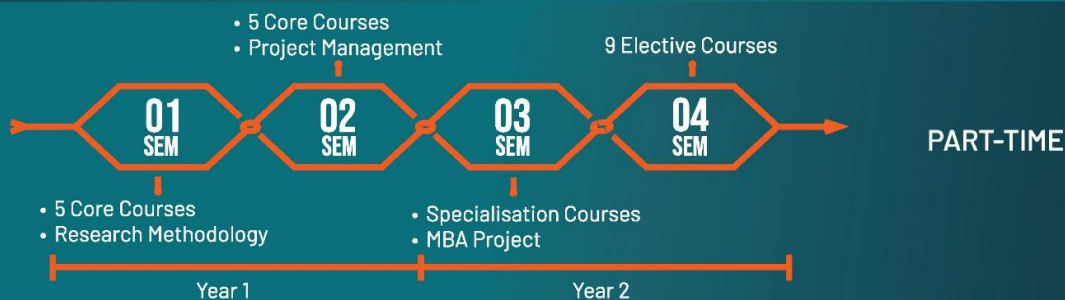 • 5 Core Courses
• Project Management
9 Elective Courses
01
SEM
02
SEM
03
SEM
04
SEM
PART-TIME
• 5 Core Courses
• Research Methodology
• Specialisation Courses
• MBA Project
Year 1
Year 2